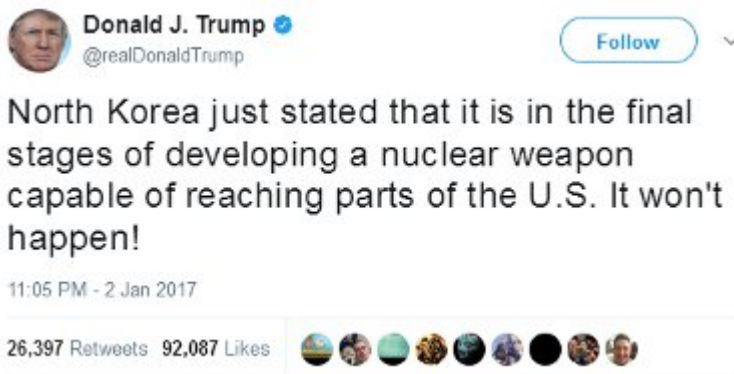 Donald J. Trump
@realDonaldTrump
Follow
North Korea just stated that it is in the final
stages of developing a nuclear weapon
capable of reaching parts of the U.S. It won't
happen!
11:05 PM - 2 Jan 2017
26,397 Retweets 92,087 Likes